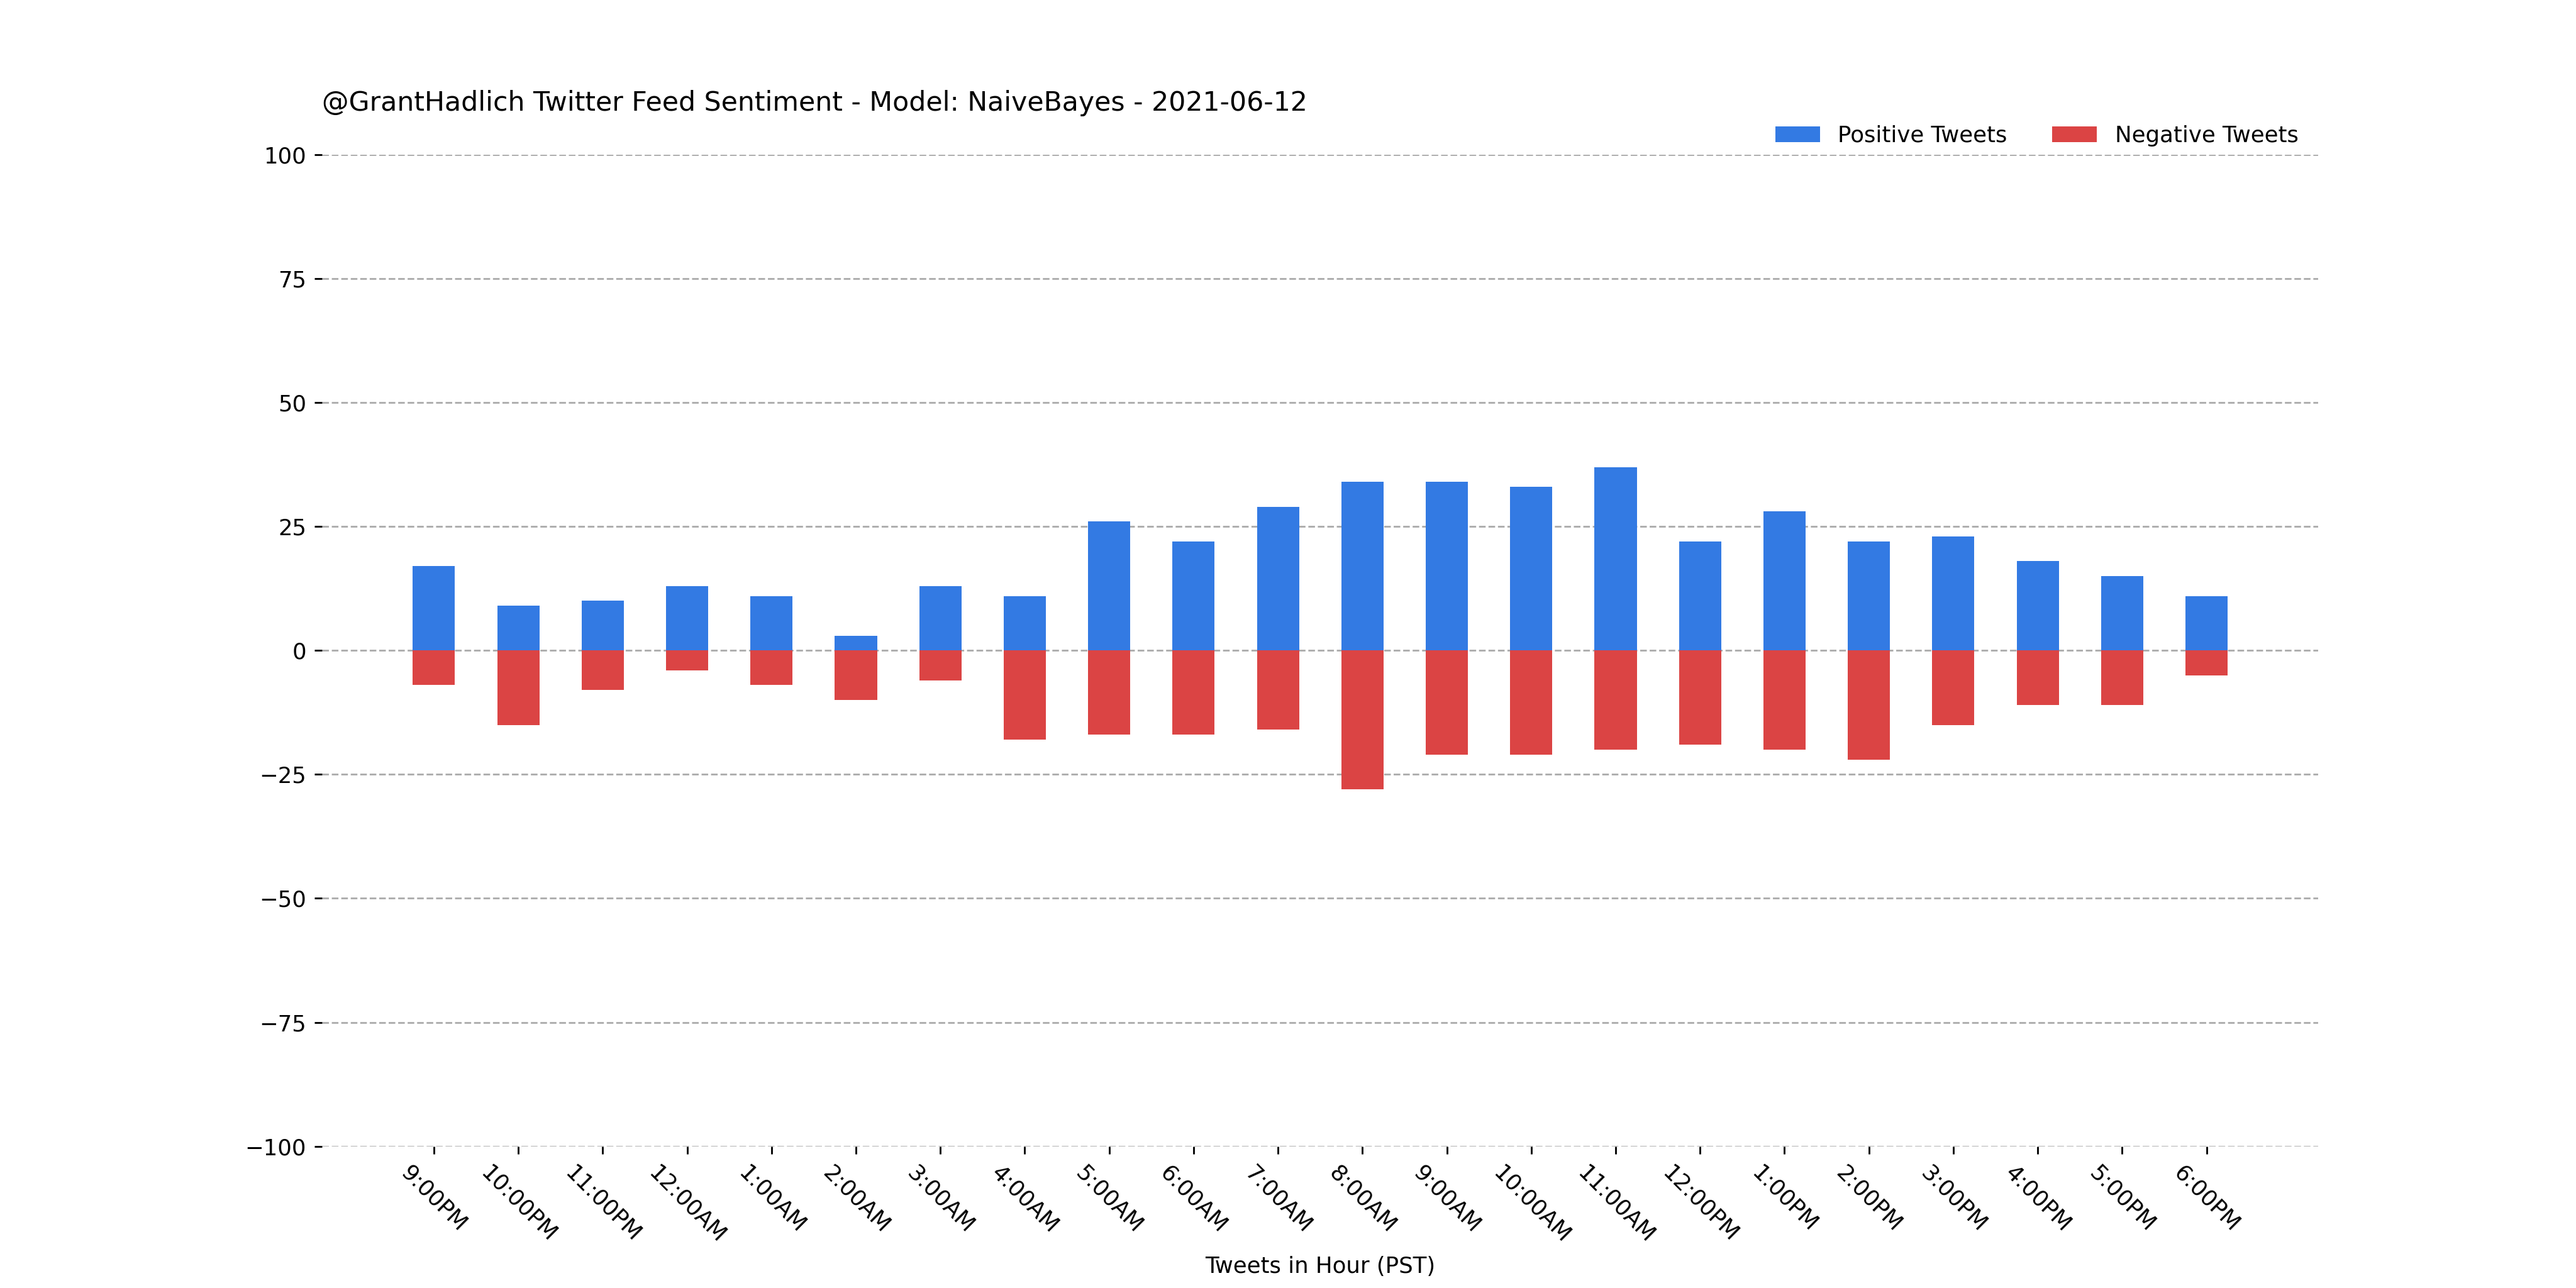 @GrantHadlich Twitter Feed Sentiment - Model: NaiveBayes - 2021-06-12
Positive Tweets
Negative Tweets
100
75
50
25
0
−25
−50
−75
−100
9:00PM
10:00PM
11:00PM
12:00AM
1:00AM
2:00AM
3:00AM
4:00AM
5:00AM
6:00AM
7:00AM
8:00AM
9:00AM
10:00AM
11:00AM
12:00PM
1:00PM
2:00PM
3:00PM
4:00PM
5:00PM
6:00PM
Tweets in Hour (PST)